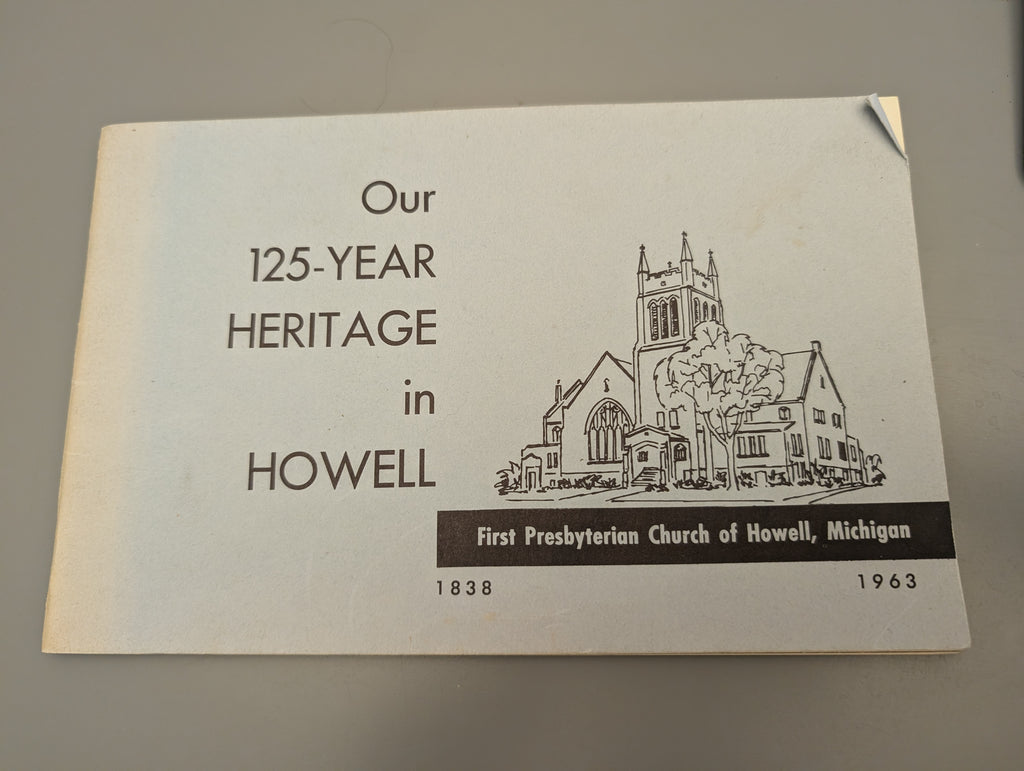 Our
125-YEAR
HERITAGE
in
HOWELL
First Presbyterian Church of Howell, Michigan
1838 1963